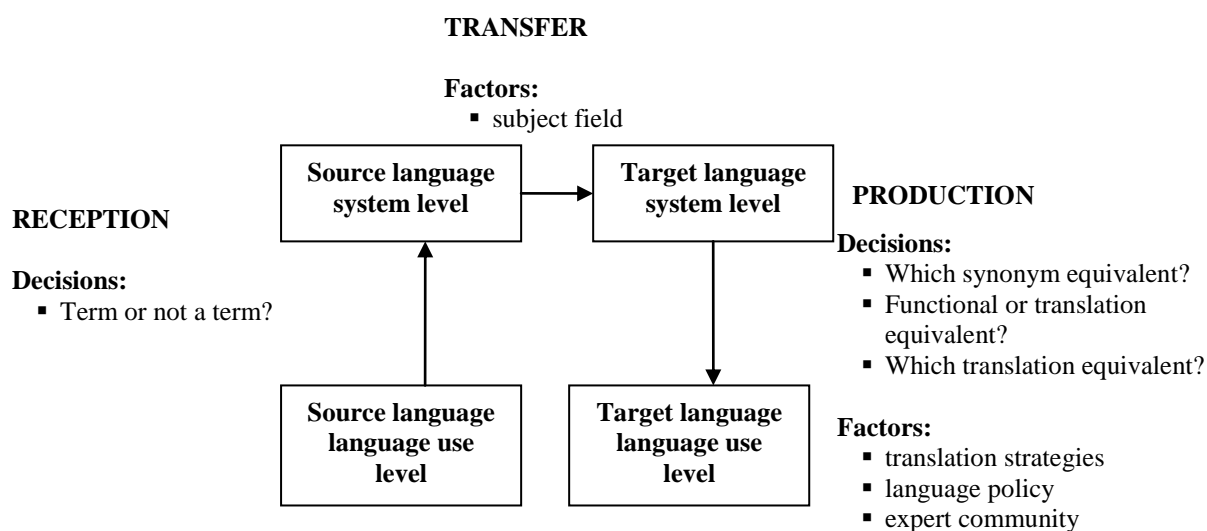 TRANSFER
Factors:
▪ subject field
Source language
system level
Target language
system level
RECEPTION
Decisions:
▪ Term or not a term?
PRODUCTION
Decisions:
▪ Which synonym equivalent?
▪ Functional or translation
equivalent?
▪ Which translation equivalent?
Source language
language use
level
Target language
language use
level
Factors:
▪ translation strategies
▪ language policy
▪ expert community